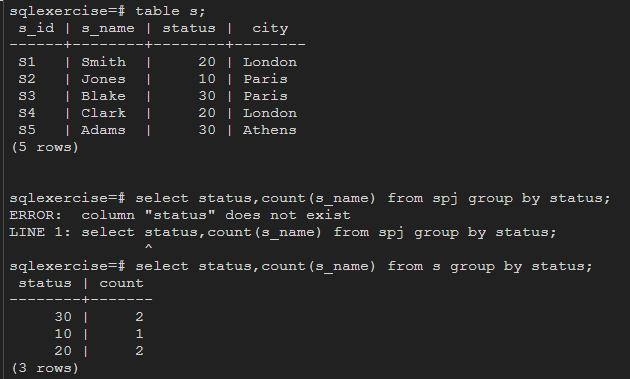 sqlexercise=# table s;
 s_id | s_name | status |  city
------+--------+--------+--------
 S1   | Smith  |     20 | London
 S2   | Jones  |     10 | Paris
 S3   | Blake  |     30 | Paris
 S4   | Clark  |     20 | London
 S5   | Adams  |     30 | Athens
(5 rows)
sqlexercise=# select status,count(s_name) from spj group by status;
ERROR:  column "status" does not exist
LINE 1: select status,count(s_name) from spj group by status;
               ^
sqlexercise=# select status,count(s_name) from s group by status;
 status | count
--------+-------
     30 |     2
     10 |     1
     20 |     2
(3 rows)